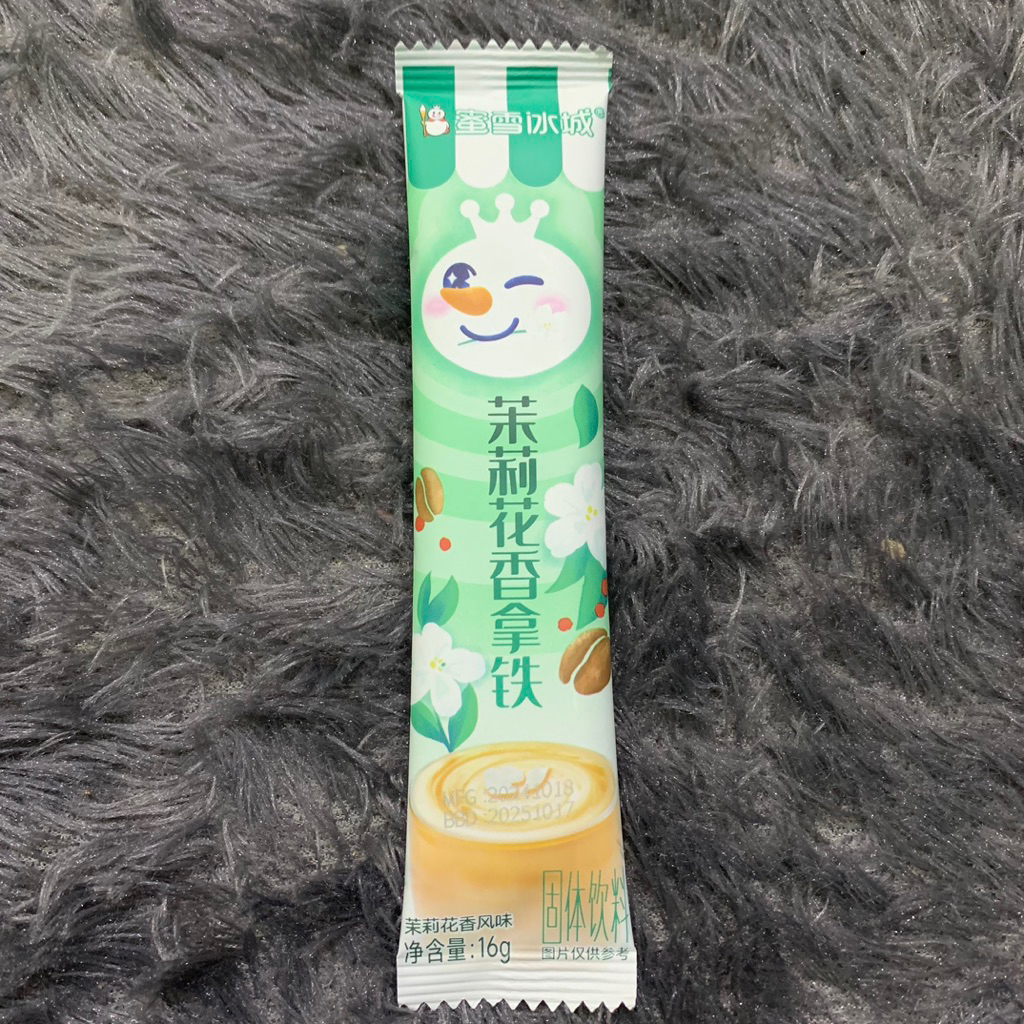 蜜雪冰城®
茉莉花香拿铁
MFG:20241018
BBD:20251017
茉莉花香风味
净含量:16g
固体饮料
图片仅供参考